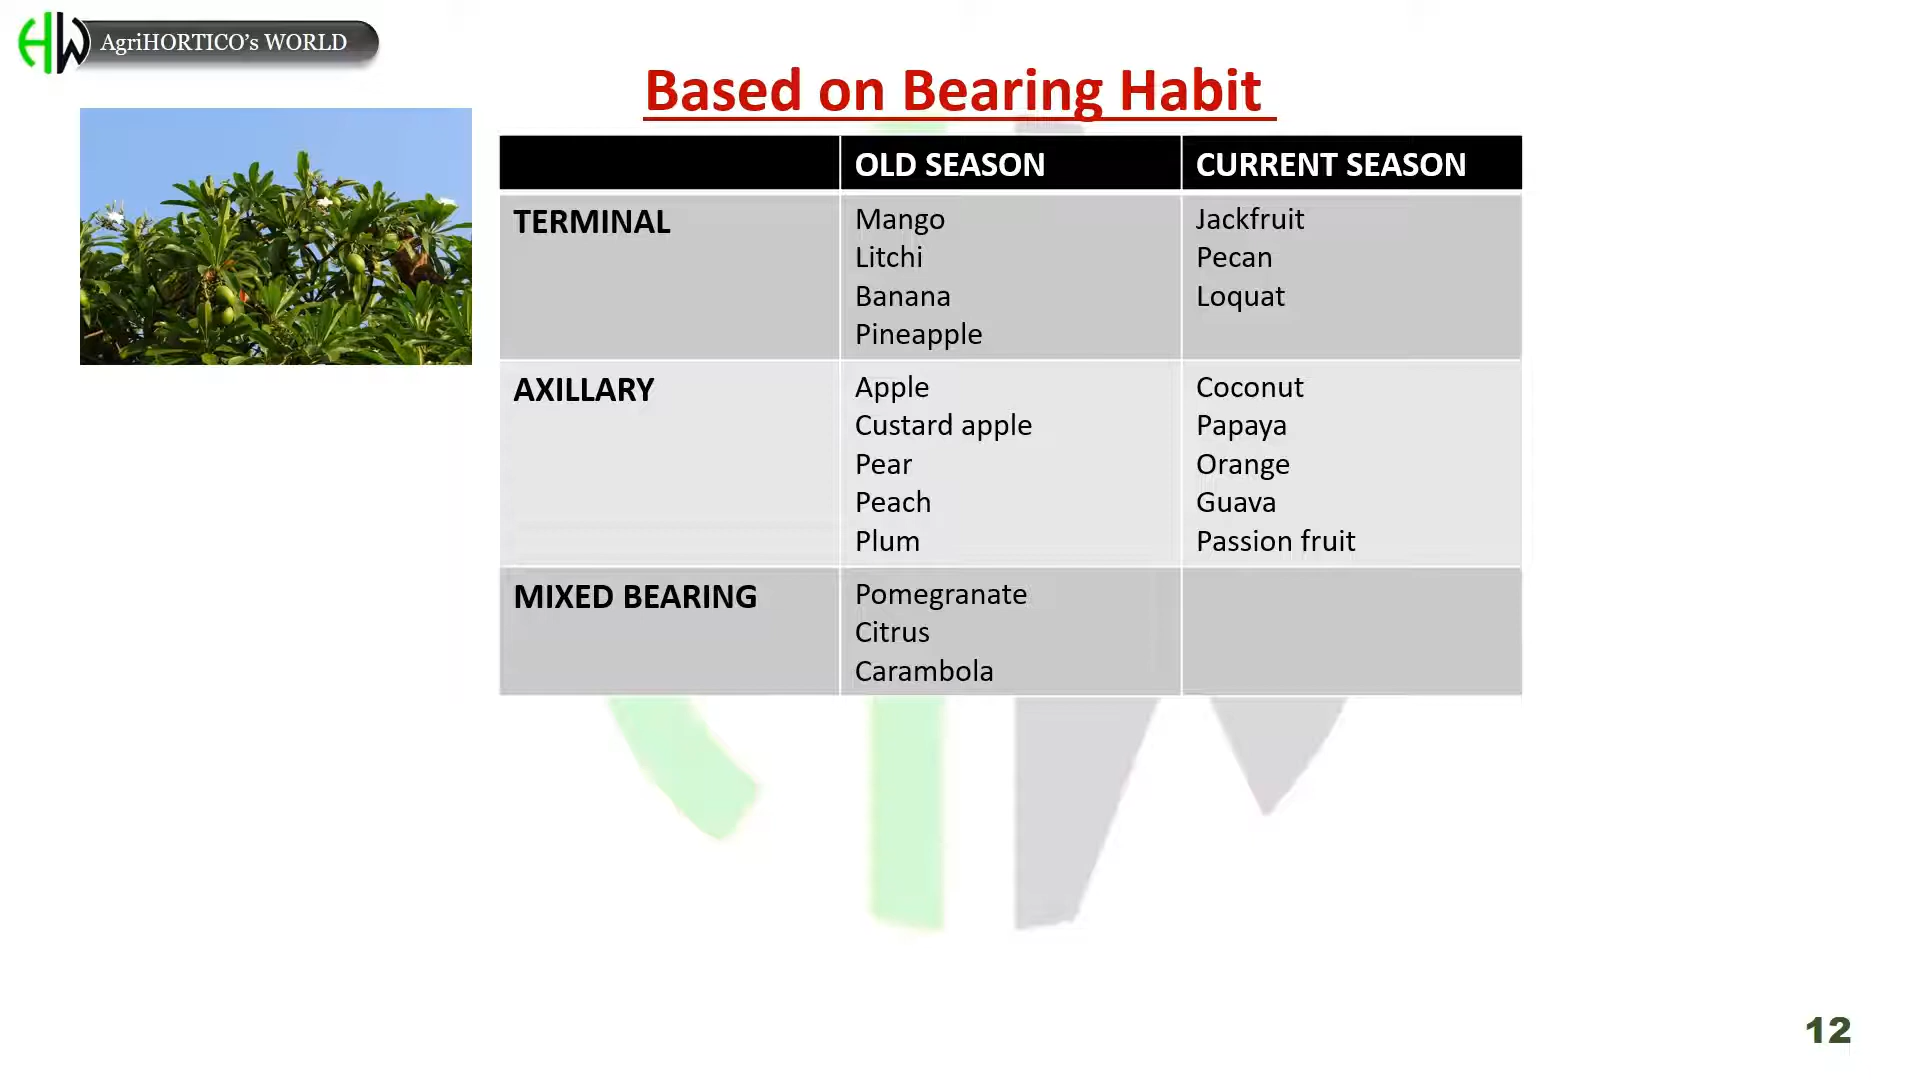 AgriHORTICO's WORLD
Based on Bearing Habit
OLD SEASON CURRENT SEASON
TERMINAL
Mango
Litchi
Banana
Pineapple
Jackfruit
Pecan
Loquat
AXILLARY
Apple
Custard apple
Pear
Peach
Plum
Coconut
Papaya
Orange
Guava
Passion fruit
MIXED BEARING
Pomegranate
Citrus
Carambola
12